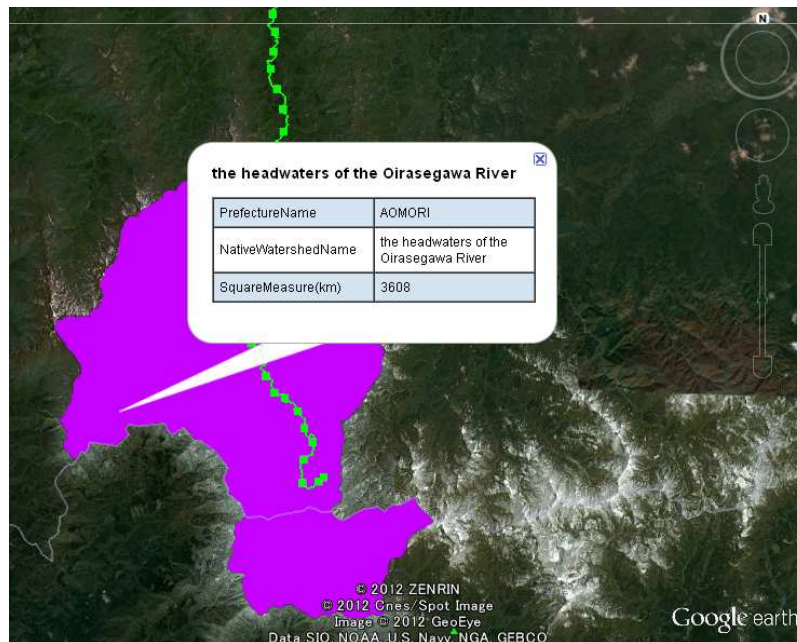 N
the headwaters of the Oirasegawa River
PrefectureName AOMORI
NativeWatershedName the headwaters of the
Oirasegawa River
SquareMeasure(km) 3608
© 2012 ZENRIN
© 2012 Cnes/Spot Image
Image © 2012 GeoEye
Data SIO, NOAA, U.S. Navy, NGA, GEBCO
Google earth